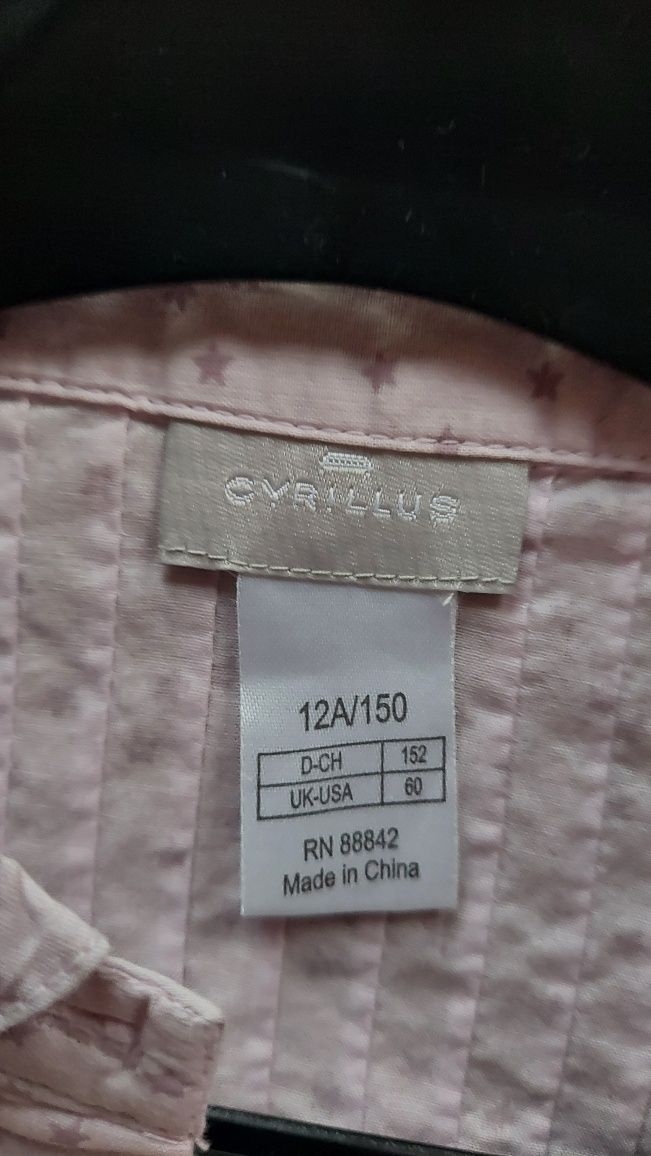 CYRILLUS
12A/150
D-CH 152
UK-USA 60
RN 88842
Made in China